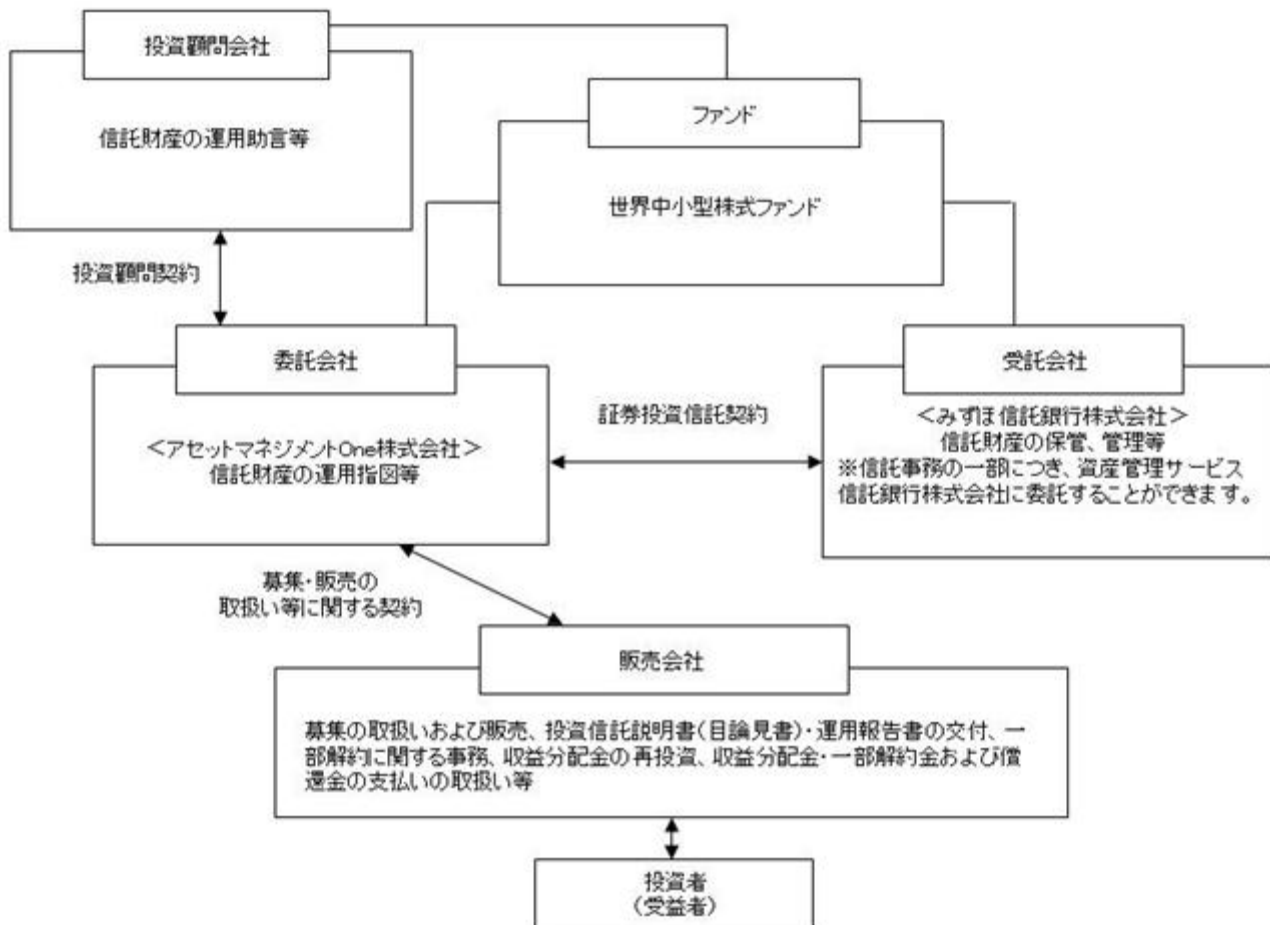 投資顧問会社
信託財産の運用助言等
ファンド
世界中小型株式ファンド
投資顧問契約
委託会社
<アセットマネジメントOne株式会社>
信託財産の運用指図等
証券投資信託契約
受託会社
<みずほ信託銀行株式会社>
信託財産の保管、管理等
※信託事務の一部につき、資産管理サービス
信託銀行株式会社に委託することができます。
募集・販売の
取扱い等に関する契約
販売会社
募集の取扱いおよび販売、投資信託説明書(目論見書)・運用報告書の交付、一
部解約に関する事務、収益分配金の再投資、収益分配金・一部解約金および償
還金の支払いの取扱い等
投資者
(受益者)